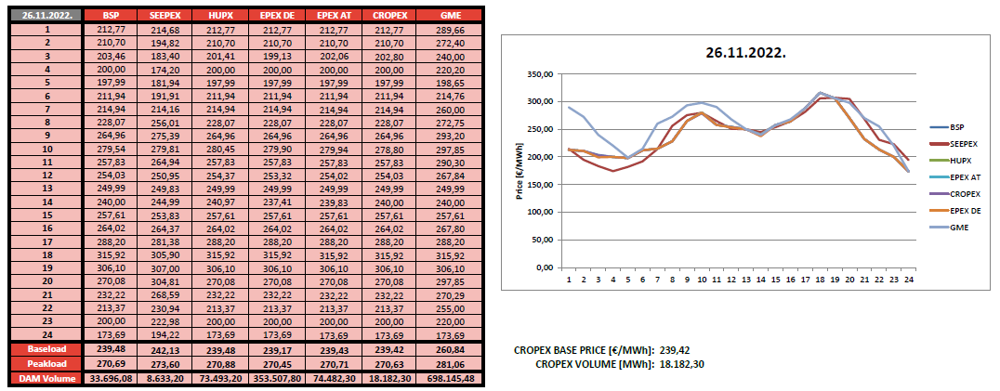 26.11.2022. BSP SEEPEX HUPX EPEX DE EPEX AT CROPEX GME
1 212,77 214,68 212,77 212,77 212,77 212,77 289,66
2 210,70 194,82 210,70 210,70 210,70 210,70 272,40
3 203,46 183,40 201,41 199,13 202,06 202,80 240,00
4 200,00 174,20 200,00 200,00 200,00 200,00 220,20
5 197,99 181,94 197,99 197,99 197,99 197,99 198,65
6 211,94 191,91 211,94 211,94 211,94 211,94 214,76
7 214,94 214,16 214,94 214,94 214,94 214,94 260,00
8 228,07 256,01 228,07 228,07 228,07 228,07 272,75
9 264,96 275,39 264,96 264,96 264,96 264,96 293,20
10 279,54 279,81 280,45 279,90 279,94 278,80 297,85
11 257,83 264,94 257,83 257,83 257,83 257,83 290,30
12 254,03 250,95 254,37 253,32 254,02 254,03 267,84
13 249,99 249,83 249,99 249,99 249,99 249,99 249,99
14 240,00 244,99 240,97 237,41 239,83 240,00 240,00
15 257,61 253,83 257,61 257,61 257,61 257,61 257,61
16 264,02 264,37 264,02 264,02 264,02 264,02 267,80
17 288,20 281,38 288,20 288,20 288,20 288,20 288,20
18 315,92 305,90 315,92 315,92 315,92 315,92 315,92
19 306,10 307,00 306,10 306,10 306,10 306,10 306,10
20 270,08 304,81 270,08 270,08 270,08 270,08 297,85
21 232,22 268,59 232,22 232,22 232,22 232,22 270,29
22 213,37 230,94 213,37 213,37 213,37 213,37 255,00
23 200,00 222,98 200,00 200,00 200,00 200,00 220,00
24 173,69 194,22 173,69 173,69 173,69 173,69 173,69
Baseload 239,48 242,13 239,48 239,17 239,43 239,42 260,84
Peakload 270,69 273,60 270,88 270,45 270,71 270,63 281,06
DAM Volume 33.696,08 8.633,20 73.493,20 353.507,80 74.482,30 18.182,30 698.145,48
26.11.2022.
Price [€/MWh]
350,00
300,00
250,00
200,00
150,00
100,00
50,00
0,00
1 2 3 4 5 6 7 8 9 10 11 12 13 14 15 16 17 18 19 20 21 22 23 24
BSP
SEEPEX
HUPX
EPEX AT
CROPEX
EPEX DE
GME
CROPEX BASE PRICE [€/MWh]: 239,42
CROPEX VOLUME [MWh]: 18.182,30